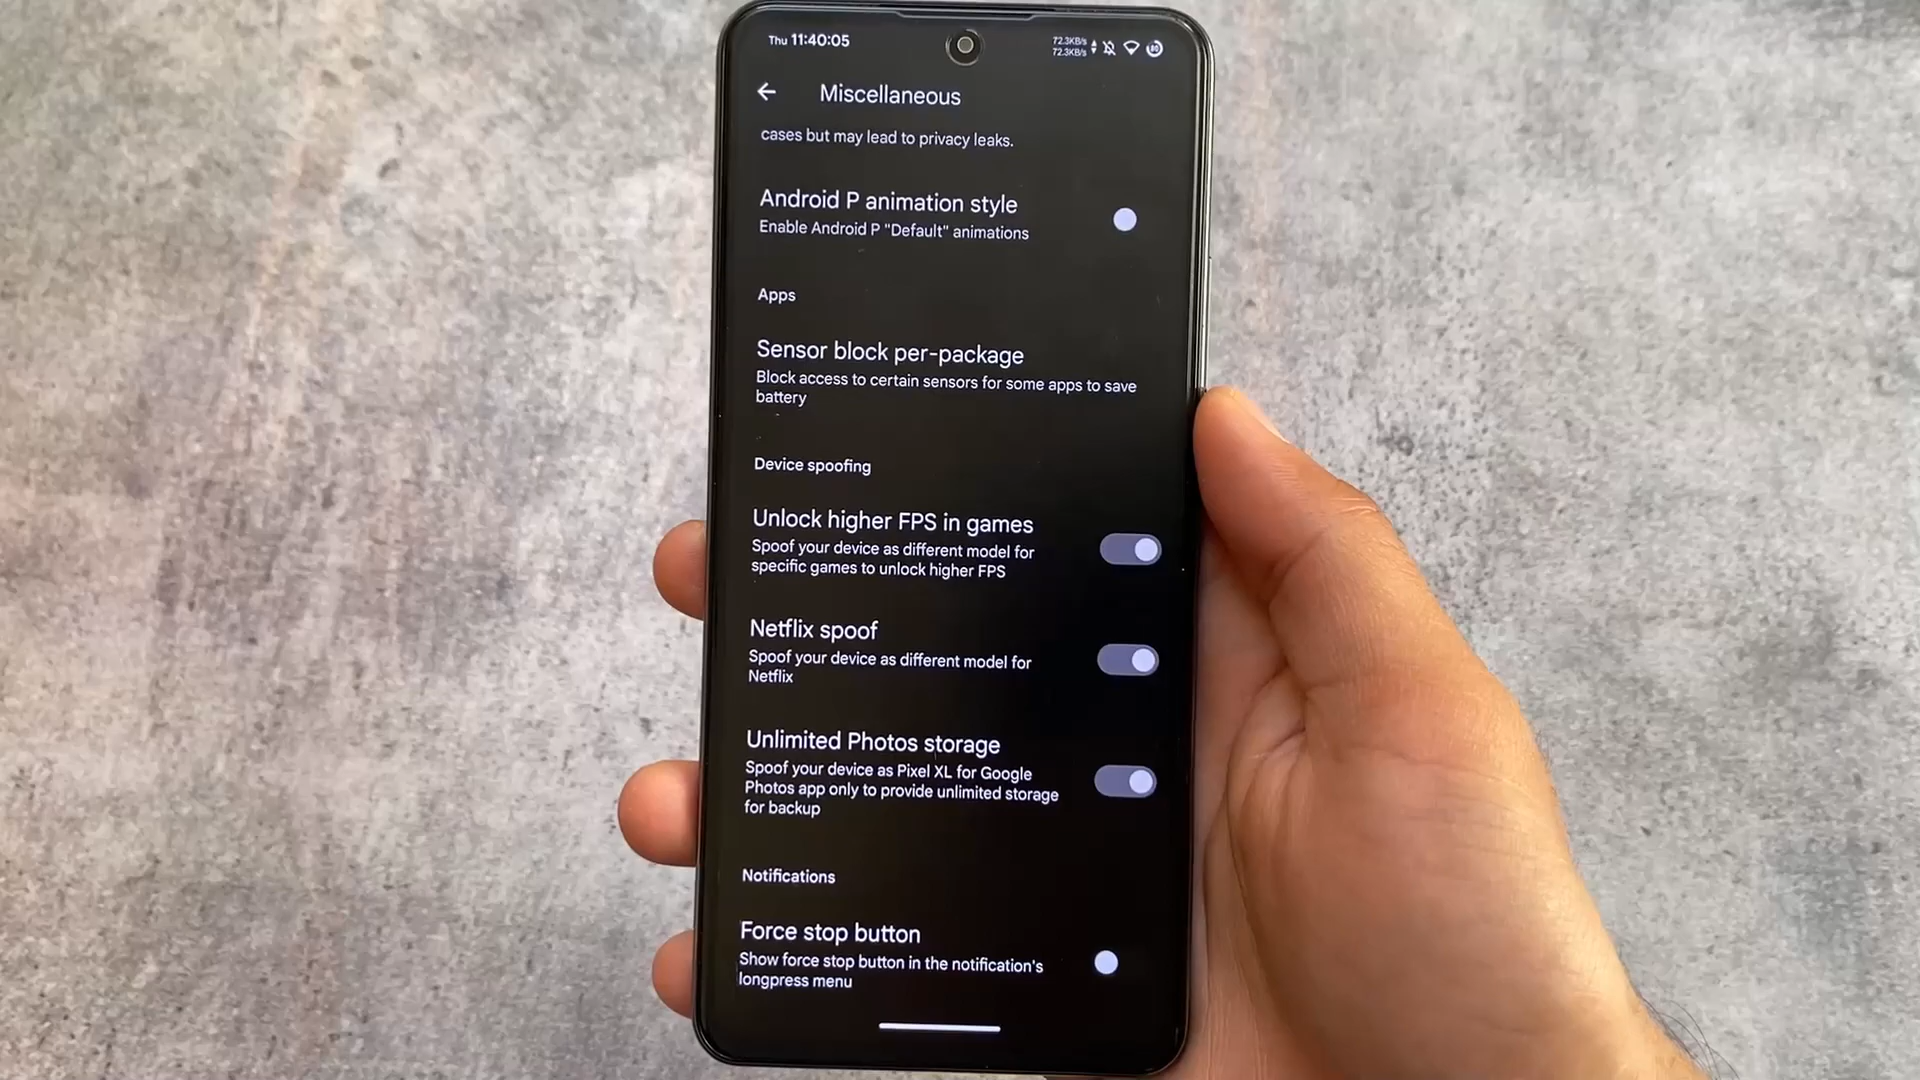 Thu 11:40:05
72.3KB/s
72.3KB/s
80
Miscellaneous
cases but may lead to privacy leaks.
Android P animation style
Enable Android P "Default" animations
Apps
Sensor block per-package
Block access to certain sensors for some apps to save
battery
Device spoofing
Unlock higher FPS in games
Spoof your device as different model for
specific games to unlock higher FPS
Netflix spoof
Spoof your device as different model for
Netflix
Unlimited Photos storage
Spoof your device as Pixel XL for Google
Photos app only to provide unlimited storage
for backup
Notifications
Force stop button
Show force stop button in the notification's
longpress menu